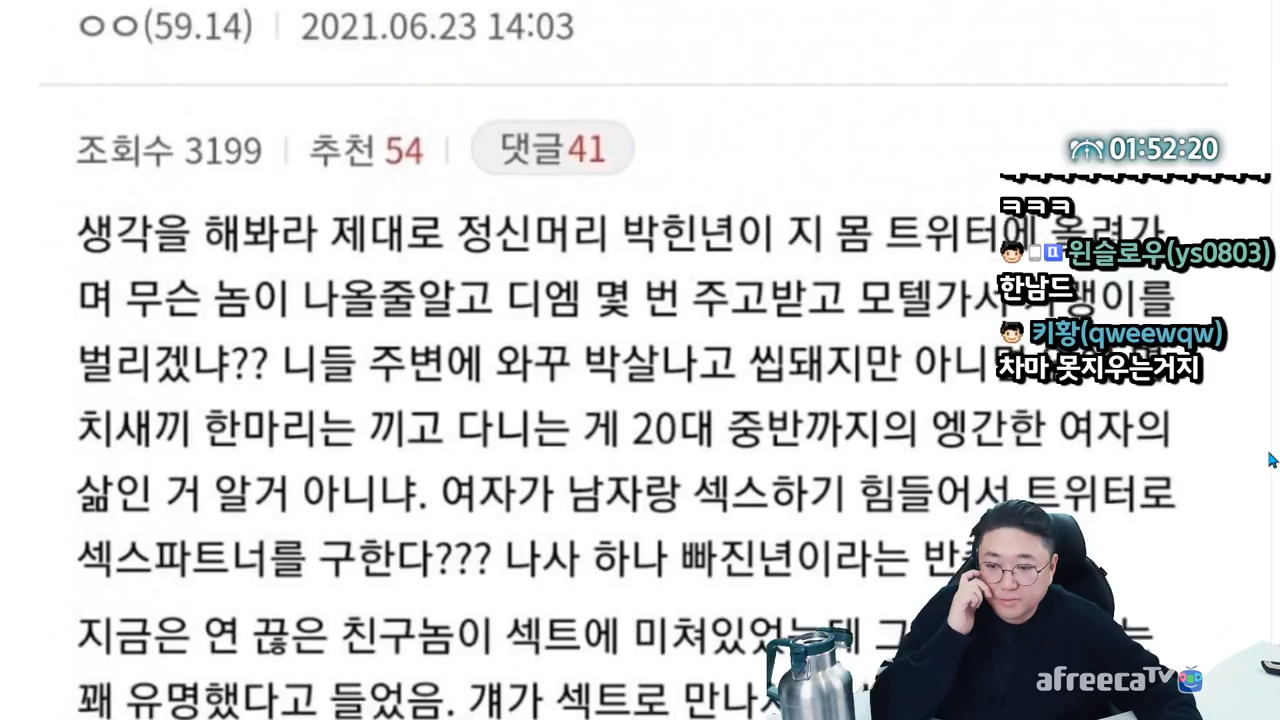 ㅇㅇ(59.14) 2021.06.23 14:03
조회수 3199 추천 54 댓글 41
01:52:20
ㅋㅋㅋ
윈슬로우(ys0803)
한남드
키황(qweewqw)
차마 못지우는거지
생각을 해봐라 제대로 정신머리 박힌년이 지 몸 트위터에 올려가
며 무슨 놈이 나올줄알고 디엠 몇 번 주고받고 모텔가서
벌리겠냐?? 니들 주변에 와꾸 박살나고 씹돼지만 아니
치새끼 한마리는 끼고 다니는 게 20대 중반까지의 엥간한 여자의
삶인 거 알거 아니냐. 여자가 남자랑 섹스하기 힘들어서 트위터로
섹스파트너를 구한다??? 나사 하나 빠진년이라는
지금은 연 끊은 친구놈이 섹트에 미쳐있었는데 그
꽤 유명했다고 들었음. 걔가 섹트로
afreecaTV